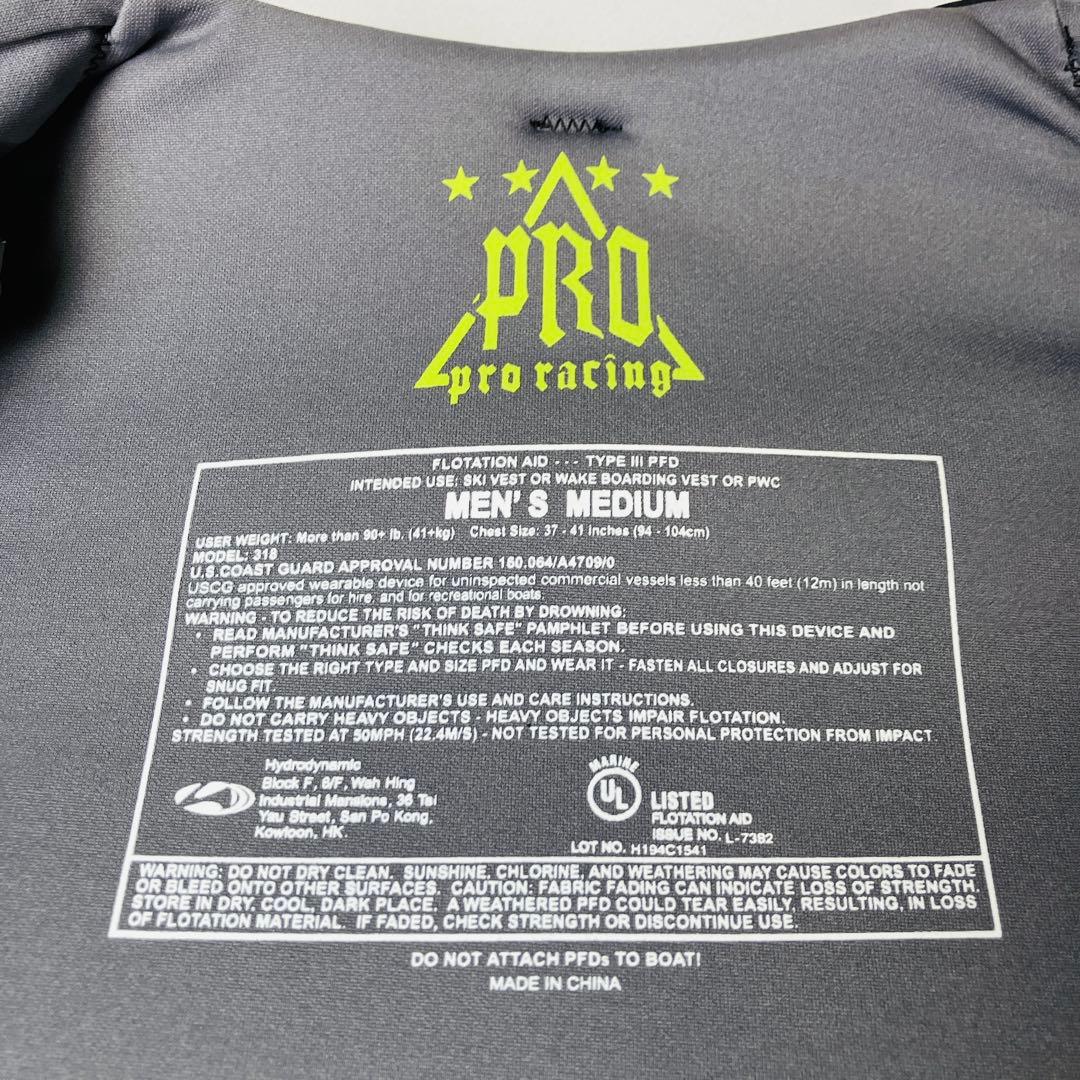 PRO
pro racing
FLOTATION AID --- TYPE III PFD
INTENDED USE: SKI VEST OR WAKE BOARDING VEST OR PWC
MEN'S MEDIUM
USER WEIGHT: More than 90+ lb. (41+kg) Chest Size: 37 - 41 inches (94 - 104cm)
MODEL: 318
U.S.COAST GUARD APPROVAL NUMBER 160.064/A4709/0
USCG approved wearable device for uninspected commercial vessels less than 40 feet (12m) in length not
carrying passengers for hire, and for recreational boats.
WARNING - TO REDUCE THE RISK OF DEATH BY DROWNING:
• READ MANUFACTURER'S "THINK SAFE" PAMPHLET BEFORE USING THIS DEVICE AND
PERFORM "THINK SAFE" CHECKS EACH SEASON.
• CHOOSE THE RIGHT TYPE AND SIZE PFD AND WEAR IT - FASTEN ALL CLOSURES AND ADJUST FOR
SNUG FIT.
• FOLLOW THE MANUFACTURER'S USE AND CARE INSTRUCTIONS.
• DO NOT CARRY HEAVY OBJECTS - HEAVY OBJECTS IMPAIR FLOTATION.
STRENGTH TESTED AT 50MPH (22.4M/S) - NOT TESTED FOR PERSONAL PROTECTION FROM IMPACT
Hydrodynamic
Block F, 6/F, Wah Hing
Industrial Mansions, 36 Tai
Yau Street, San Po Kong,
Kowloon, HK.
MARINE
UL
LISTED
FLOTATION AID
ISSUE NO. L-7382
LOT NO. H194C1541
WARNING: DO NOT DRY CLEAN. SUNSHINE, CHLORINE, AND WEATHERING MAY CAUSE COLORS TO FADE
OR BLEED ONTO OTHER SURFACES. CAUTION: FABRIC FADING CAN INDICATE LOSS OF STRENGTH.
STORE IN DRY, COOL, DARK PLACE. A WEATHERED PFD COULD TEAR EASILY, RESULTING, IN LOSS
OF FLOTATION MATERIAL. IF FADED, CHECK STRENGTH OR DISCONTINUE USE.
DO NOT ATTACH PFDs TO BOAT!
MADE IN CHINA